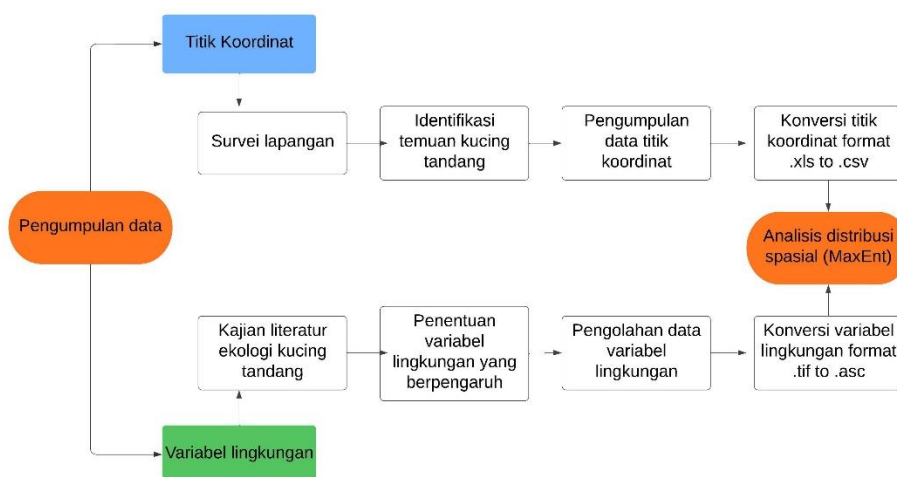 Titik Koordinat
Survei lapangan
Identifikasi
temuan kucing
tandang
Pengumpulan
data titik
koordinat
Konversi titik
koordinat format
.xls to .csv
Pengumpulan data
Analisis distribusi
spasial (MaxEnt)
Kajian literatur
ekologi kucing
tandang
Penentuan
variabel
lingkungan yang
berpengaruh
Pengolahan data
variabel
lingkungan
Konversi variabel
lingkungan format
.tif to .asc
Variabel lingkungan